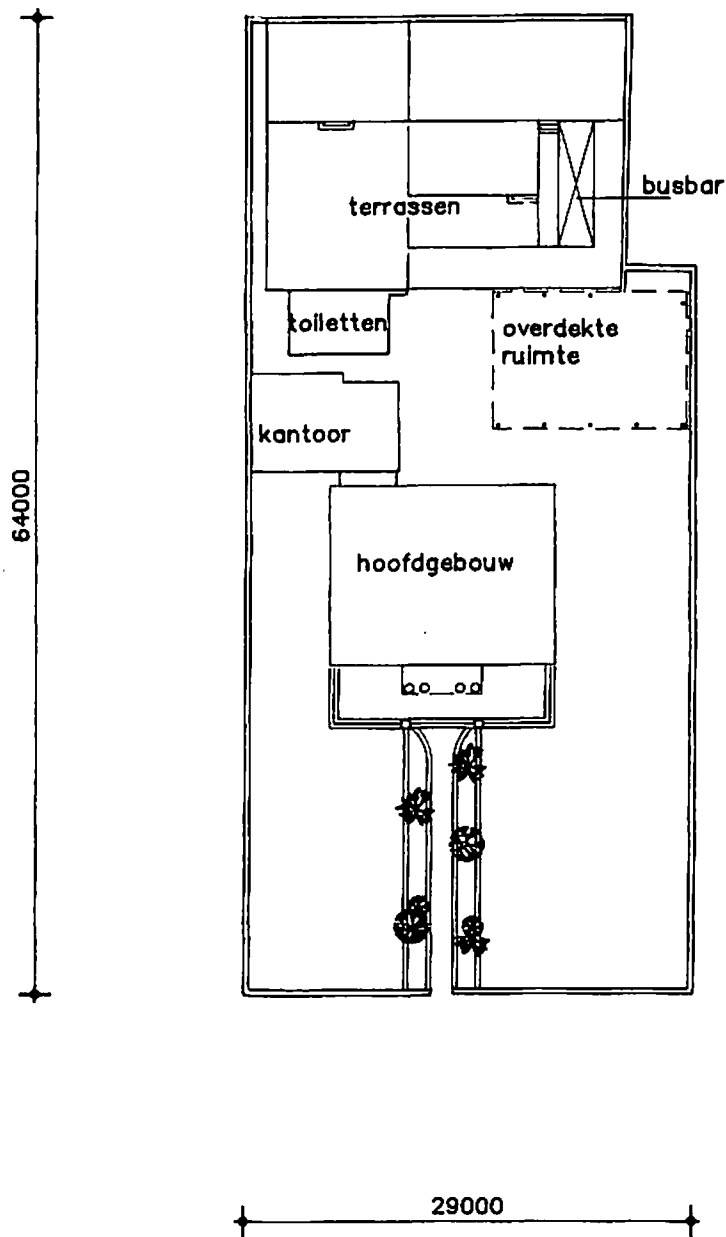 busbar
terrassen
toiletten
overdekte
ruimte
kantoor
64000
hoofdgebouw
29000